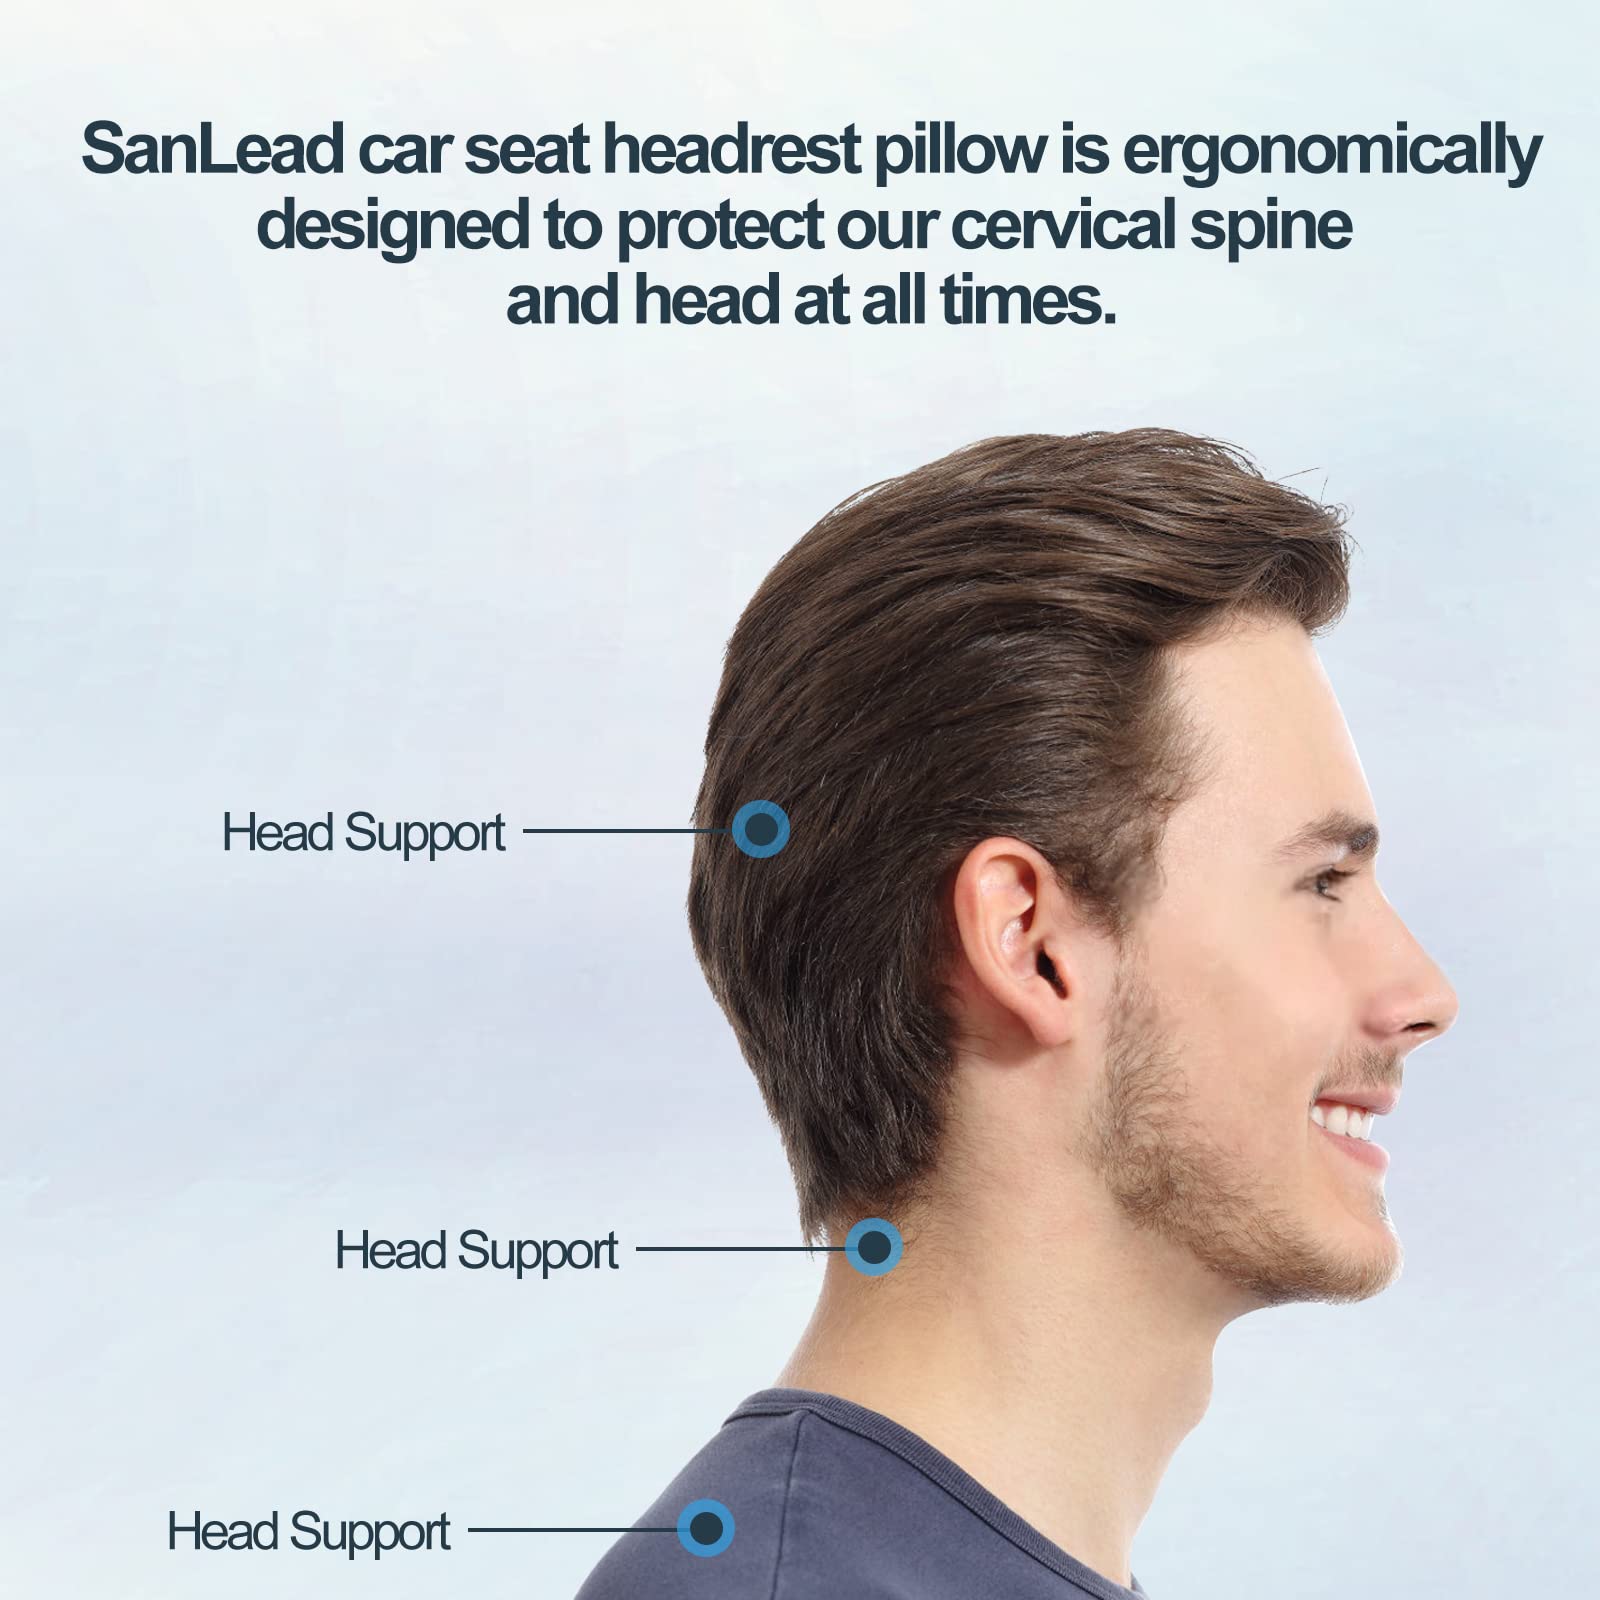 SanLead car seat headrest pillow is ergonomically
designed to protect our cervical spine
and head at all times.
Head Support
Head Support
Head Support